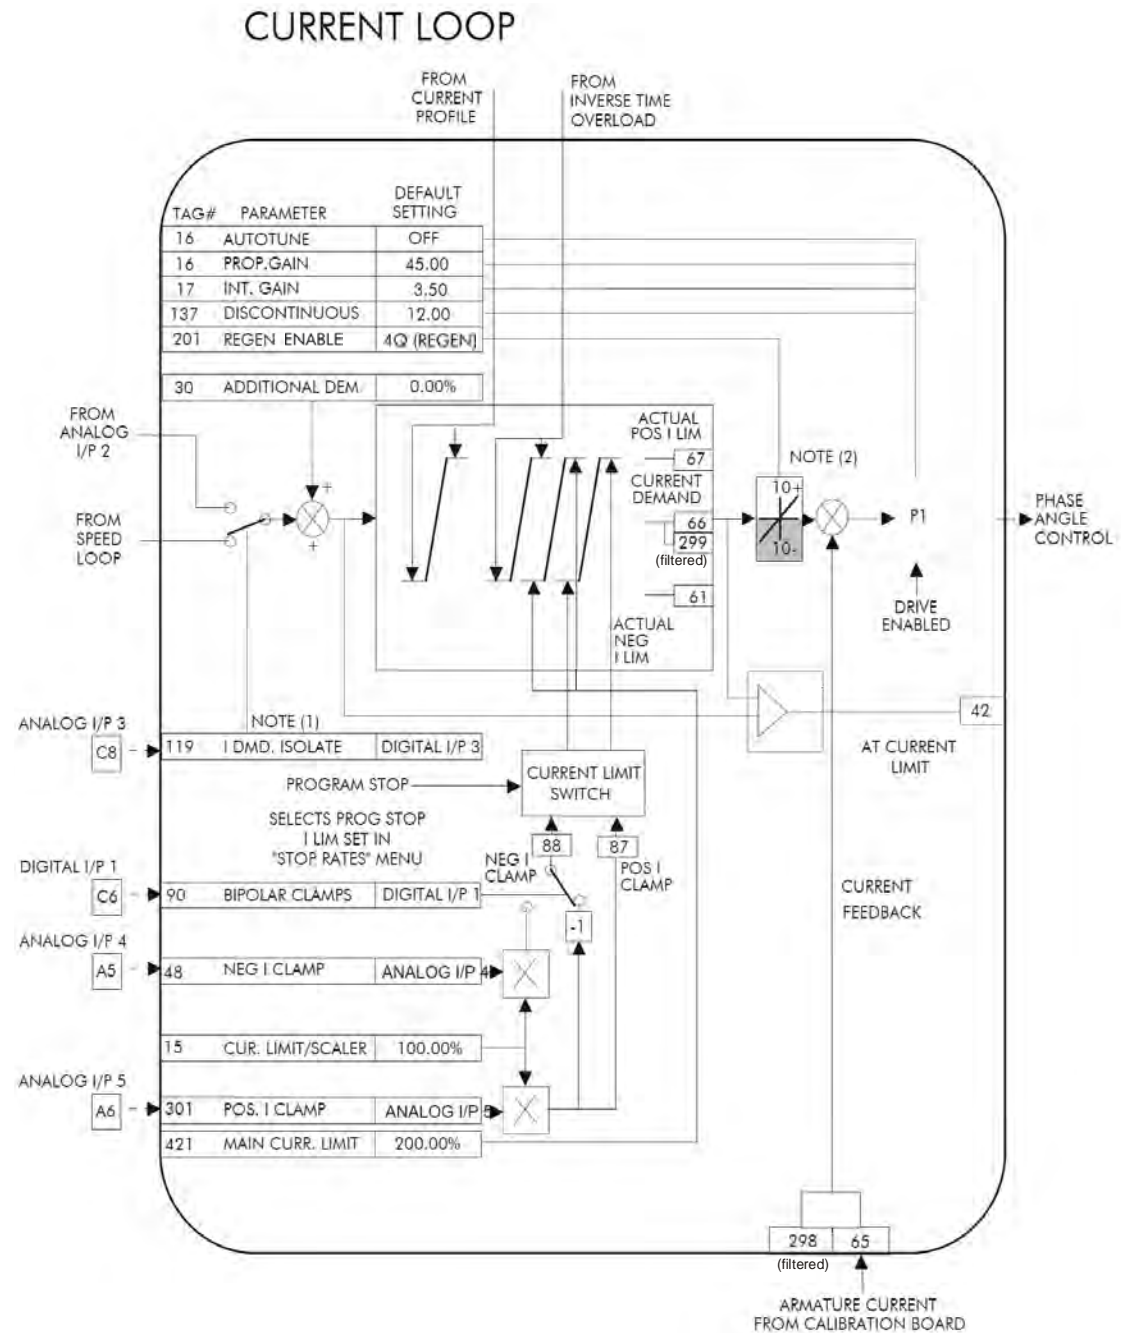 CURRENT LOOP
FROM
CURRENT
PROFILE
FROM
INVERSE TIME
OVERLOAD
TAG# PARAMETER DEFAULT
SETTING
16 AUTOTUNE OFF
16 PROP.GAIN 45.00
17 INT. GAIN 3.50
137 DISCONTINUOUS 12.00
201 REGEN ENABLE 4Q (REGEN)
30 ADDITIONAL DEM 0.00%
FROM
ANALOG
I/P 2
FROM
SPEED
LOOP
+
+
ACTUAL
POS I LIM
67
CURRENT
DEMAND
66
299
(filtered)
61
ACTUAL
NEG
I LIM
NOTE (2)
10+
10-
P1
PHASE
ANGLE
CONTROL
DRIVE
ENABLED
42
AT CURRENT
LIMIT
NOTE (1)
ANALOG I/P 3
C8
119 I DMD. ISOLATE DIGITAL I/P 3
PROGRAM STOP
CURRENT LIMIT
SWITCH
SELECTS PROG STOP
I LIM SET IN
"STOP RATES" MENU
88
87
NEG I
CLAMP
POS I
CLAMP
DIGITAL I/P 1
C6
90 BIPOLAR CLAMPS DIGITAL I/P 1
-1
CURRENT
FEEDBACK
ANALOG I/P 4
A5
48 NEG I CLAMP ANALOG I/P 4
15 CUR. LIMIT/SCALER 100.00%
ANALOG I/P 5
A6
301 POS. I CLAMP ANALOG I/P 5
421 MAIN CURR. LIMIT 200.00%
298 65
(filtered)
ARMATURE CURRENT
FROM CALIBRATION BOARD